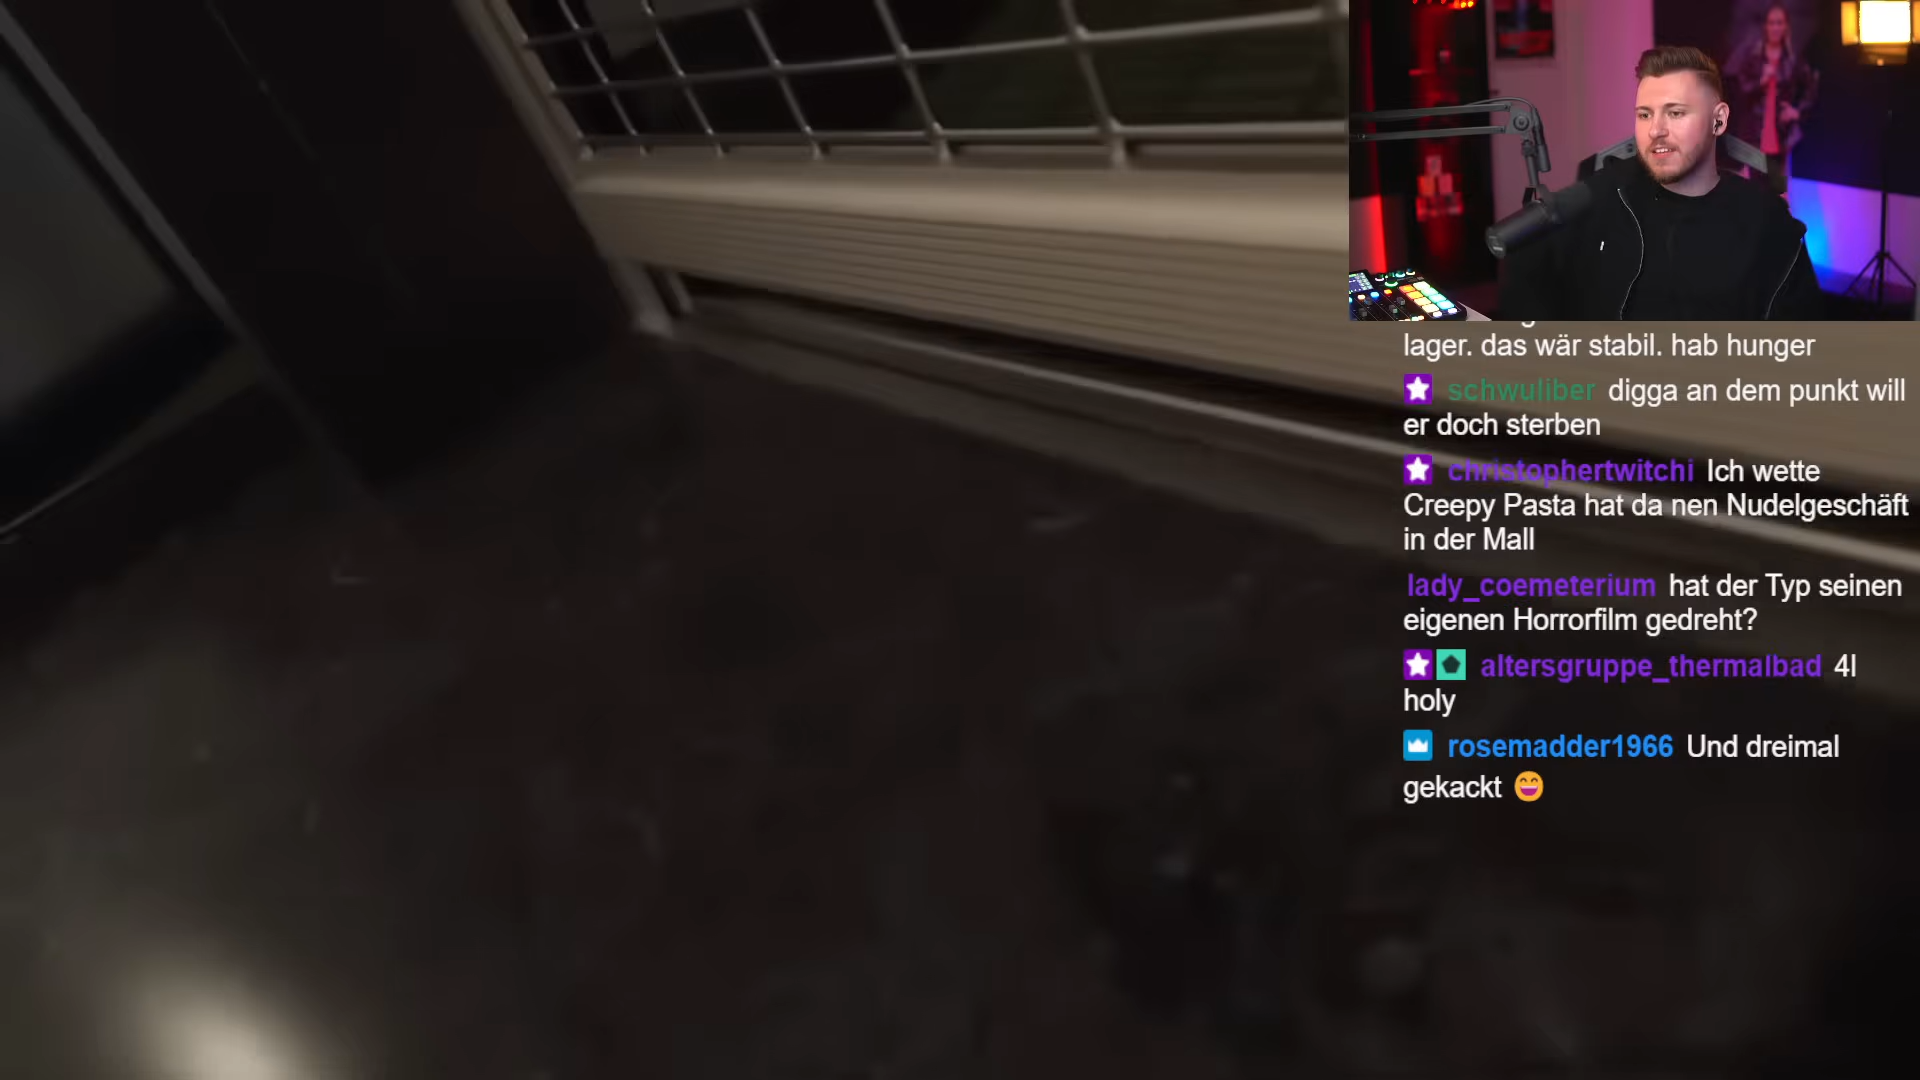 lager. das wär stabil. hab hunger
schwuliber digga an dem punkt will
er doch sterben
christophertwitchi Ich wette
Creepy Pasta hat da nen Nudelgeschäft
in der Mall
lady_coemeterium hat der Typ seinen
eigenen Horrorfilm gedreht?
altersgruppe_thermalbad 4l
holy
rosemadder1966 Und dreimal
gekackt 😄